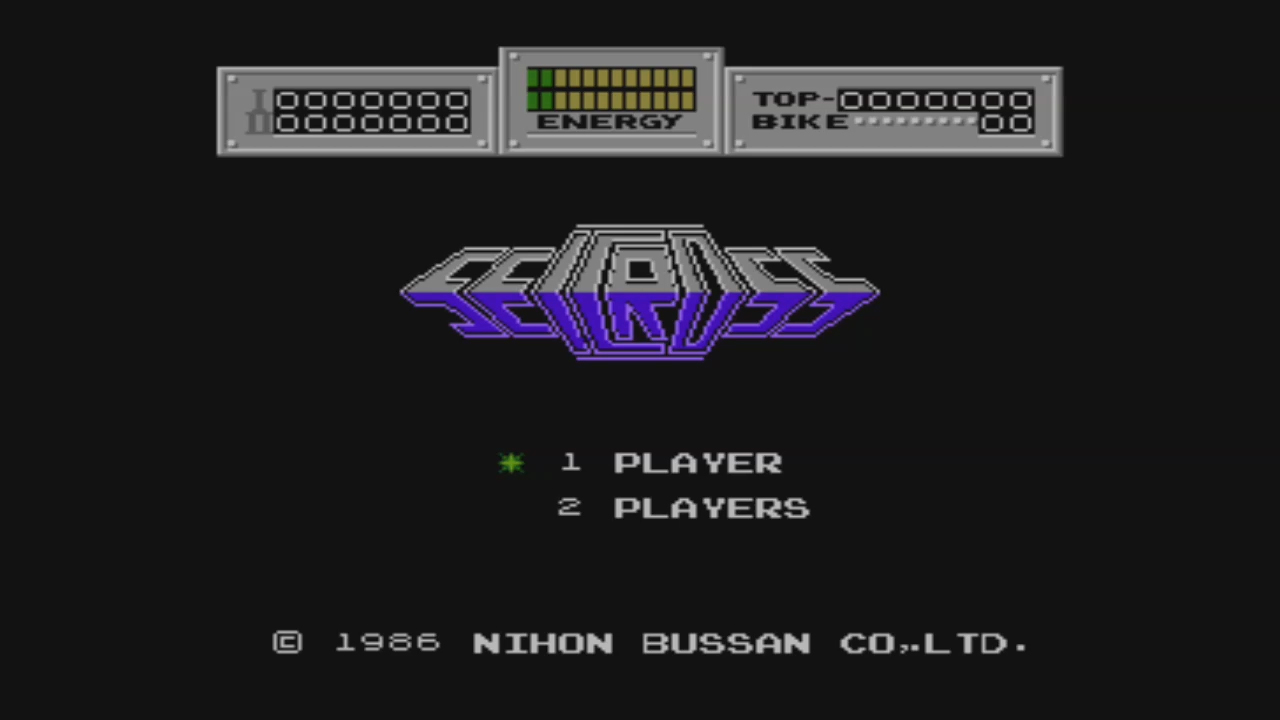 I 0000000
II 0000000
ENERGY
TOP-0000000
BIKE 00
SEICROSS
* 1 PLAYER
2 PLAYERS
© 1986 NIHON BUSSAN CO,.LTD.